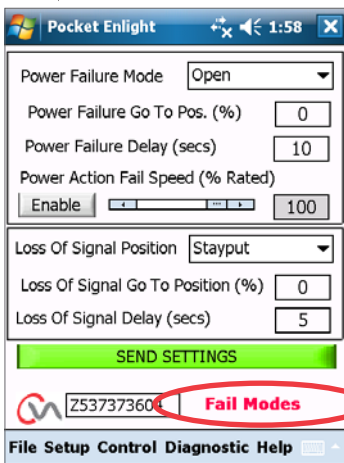 Pocket Enlight 1:58
Power Failure Mode Open
Power Failure Go To Pos. (%) 0
Power Failure Delay (secs) 10
Power Action Fail Speed (% Rated)
Enable 100
Loss Of Signal Position Stayput
Loss Of Signal Go To Position (%) 0
Loss Of Signal Delay (secs) 5
SEND SETTINGS
Fail Modes
File Setup Control Diagnostic Help